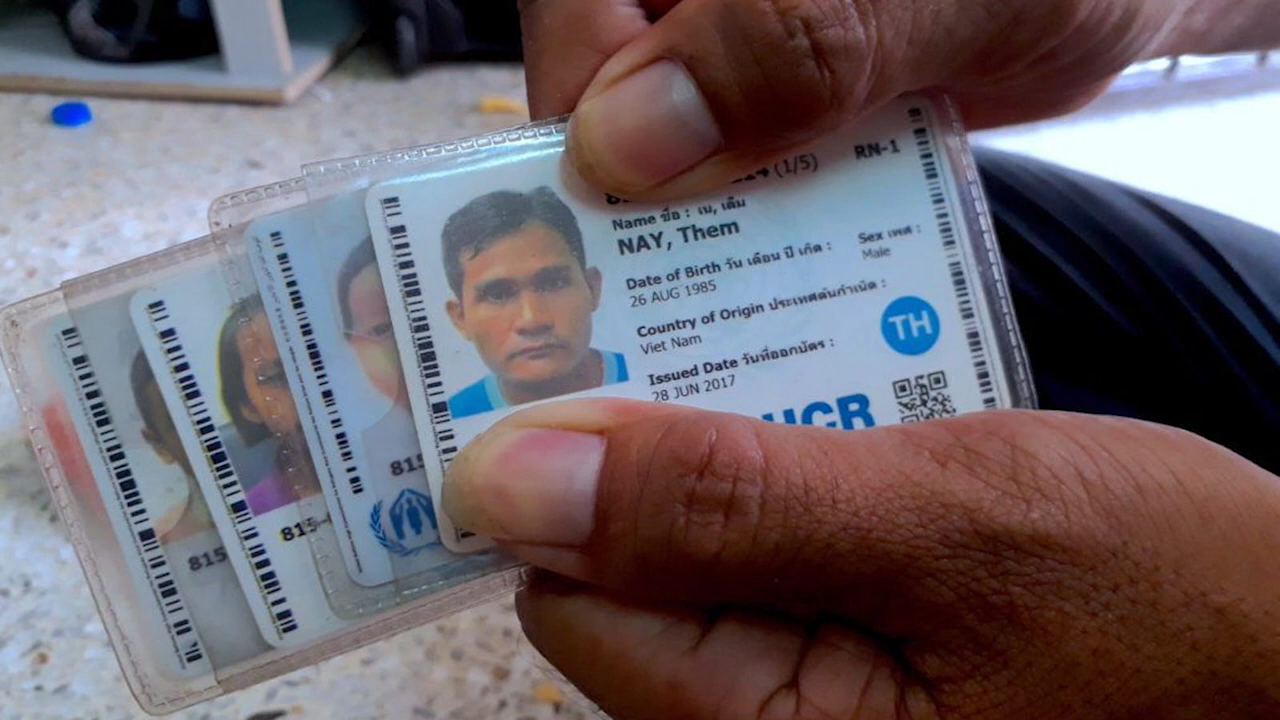 (1/5) RN-1
Name ชื่อ : เน, เต็ม
NAY, Them
Date of Birth วัน เดือน ปี เกิด :
26 AUG 1985
Sex เพศ :
Male
Country of Origin ประเทศต้นกำเนิด :
Viet Nam
TH
Issued Date วันที่ออกบัตร :
28 JUN 2017
HCR
815
815
815